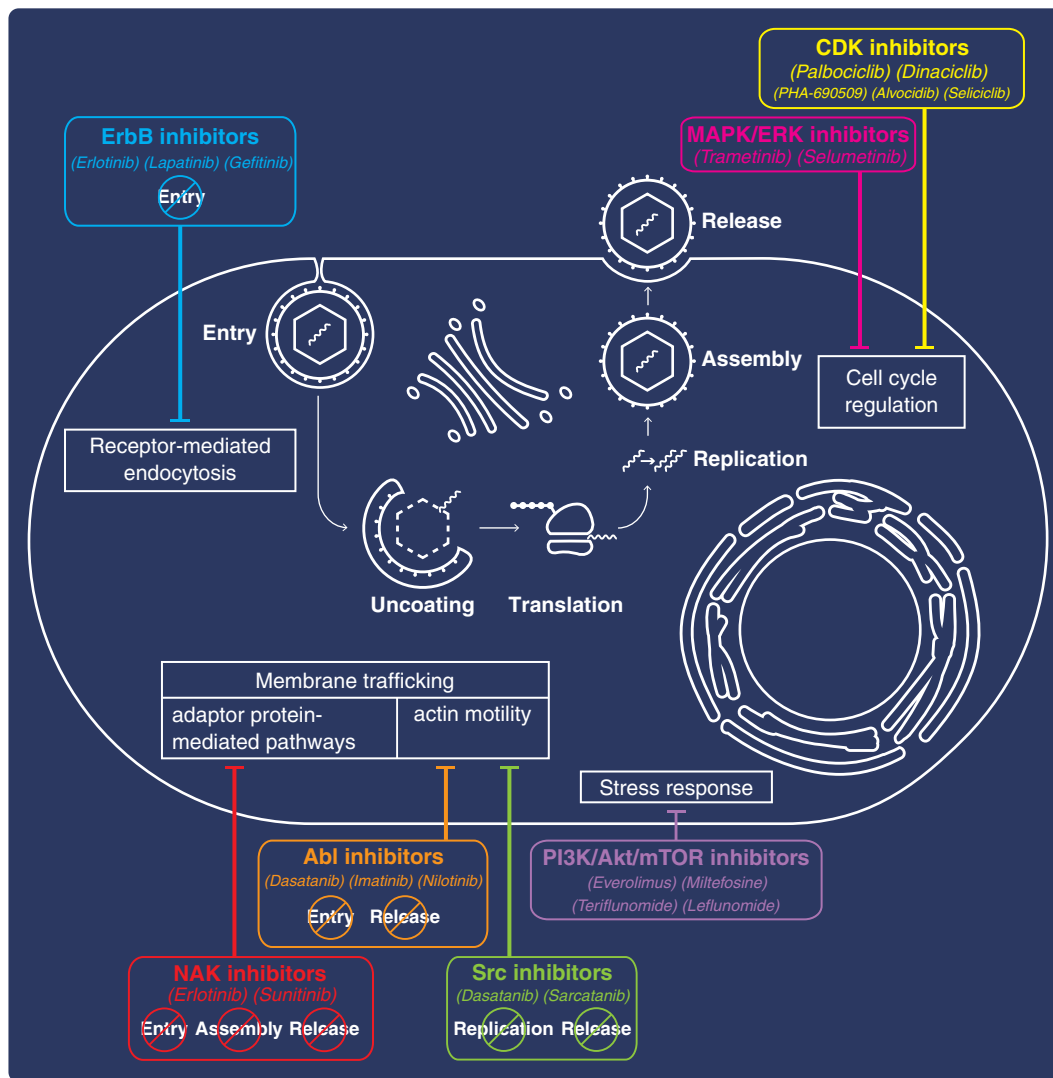 CDK inhibitors
(Palbociclib) (Dinaciclib)
(PHA-690509) (Alvocidib) (Seliciclib)
ErbB inhibitors
(Erlotinib) (Lapatinib) (Gefitinib)
Entry
MAPK/ERK inhibitors
(Trametinib) (Selumetinib)
Release
Entry
Assembly
Cell cycle
regulation
Receptor-mediated
endocytosis
Replication
Uncoating
Translation
Membrane trafficking
adaptor protein-
mediated pathways
actin motility
Stress response
Abl inhibitors
(Dasatanib) (Imatinib) (Nilotinib)
Entry Release
PI3K/Akt/mTOR inhibitors
(Everolimus) (Miltefosine)
(Teriflunomide) (Leflunomide)
NAK inhibitors
(Erlotinib) (Sunitinib)
Entry Assembly Release
Src inhibitors
(Dasatanib) (Sarcatanib)
Replication Release